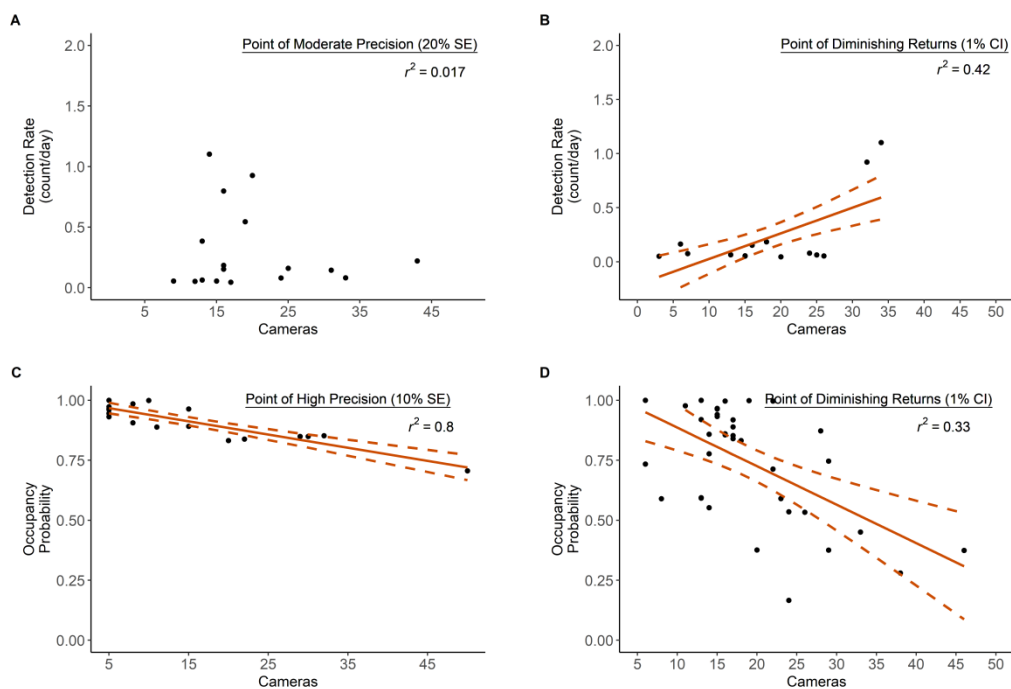 A
Point of Moderate Precision (20% SE)
r² = 0.017
2.0
1.5
1.0
0.5
0.0
Detection Rate
(count/day)
5
15
25
35
45
Cameras
B
Point of Diminishing Returns (1% CI)
r² = 0.42
2.0
1.5
1.0
0.5
0.0
Detection Rate
(count/day)
0
5
10
15
20
25
30
35
40
45
50
Cameras
C
Point of High Precision (10% SE)
r² = 0.8
1.00
0.75
0.50
0.25
0.00
Occupancy
Probability
5
15
25
35
45
Cameras
D
Point of Diminishing Returns (1% CI)
r² = 0.33
1.00
0.75
0.50
0.25
0.00
Occupancy
Probability
5
10
15
20
25
30
35
40
45
50
Cameras